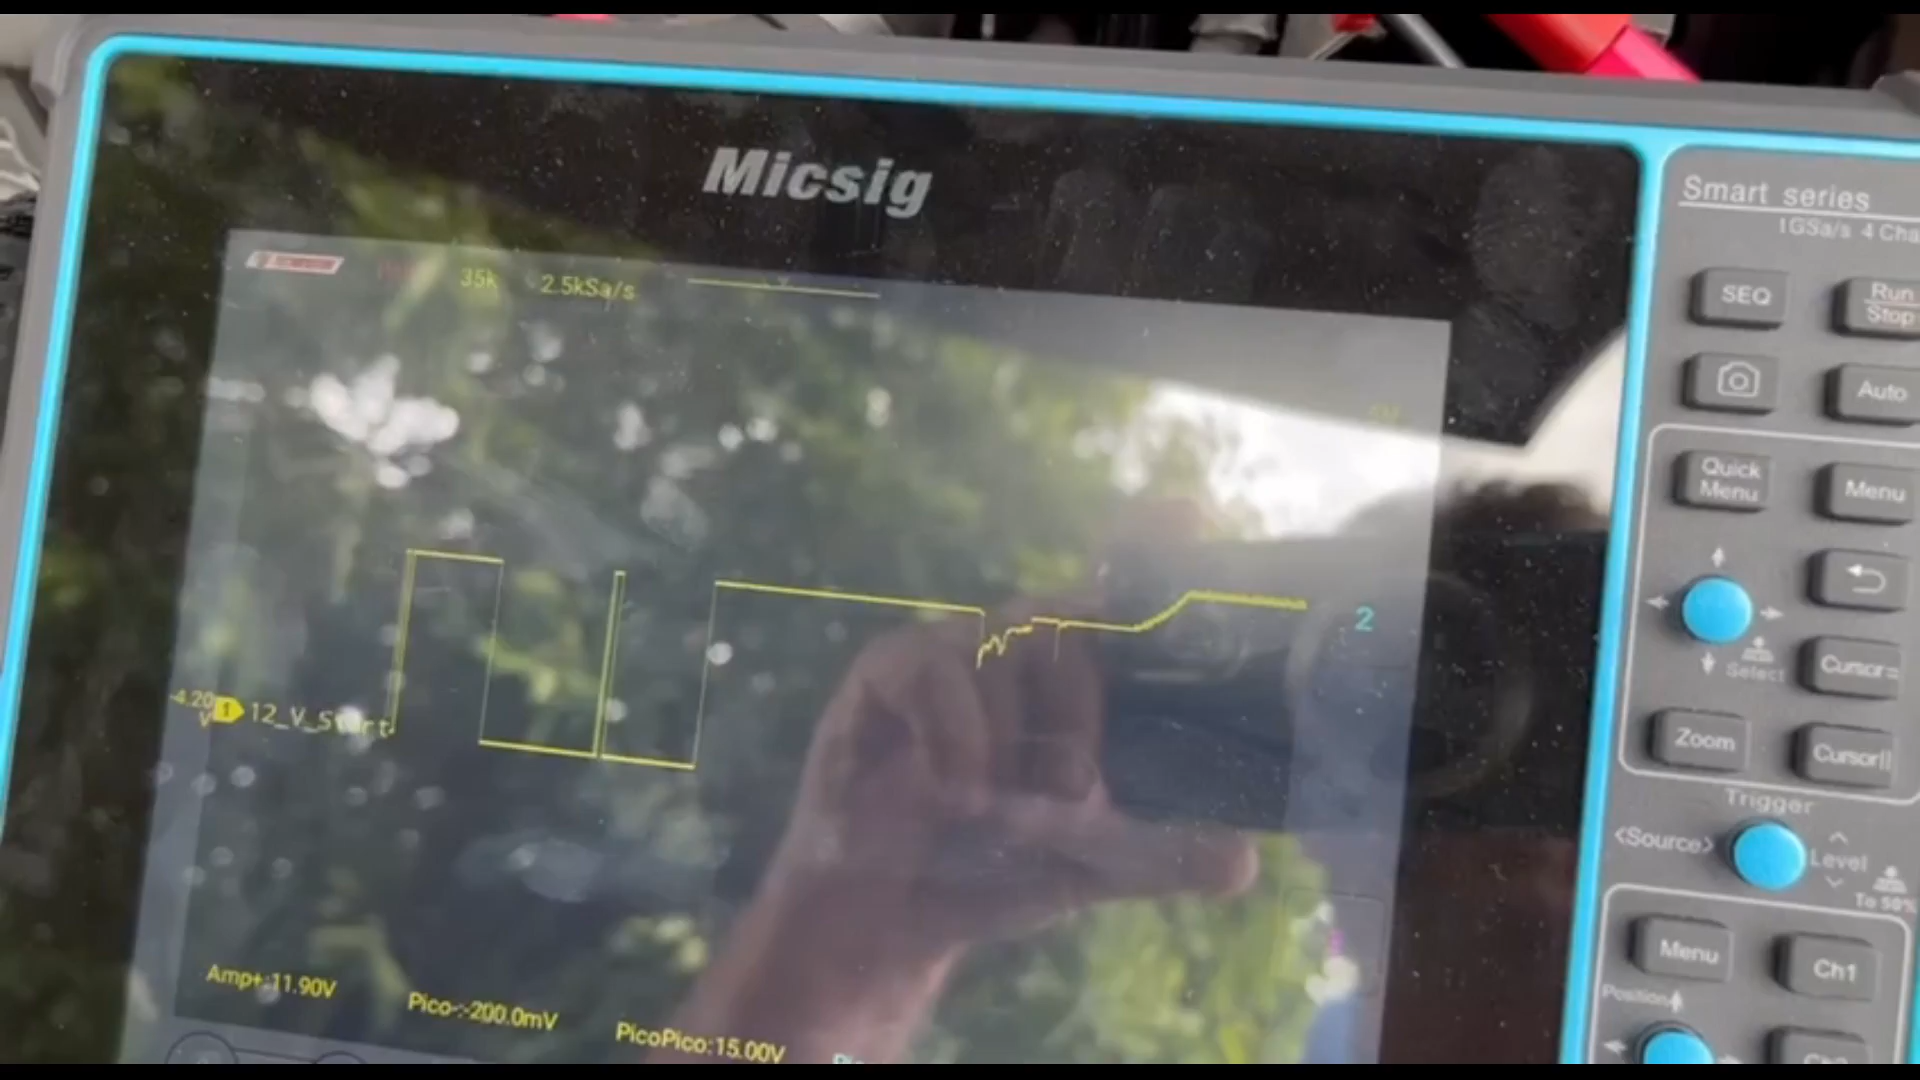 Micsig
Smart series
1GSa/s 4 Cha
35k 2.5kSa/s
SEQ
Run
Stop
Auto
Quick
Menu
Menu
2
Select
Cursor=
-4.20
V
1
12_V_Start
Zoom
Cursor||
Trigger
<Source>
Level
To 50%
Menu
Ch1
Position
Amp+:11.90V
Pico-:-200.0mV
PicoPico:15.00V